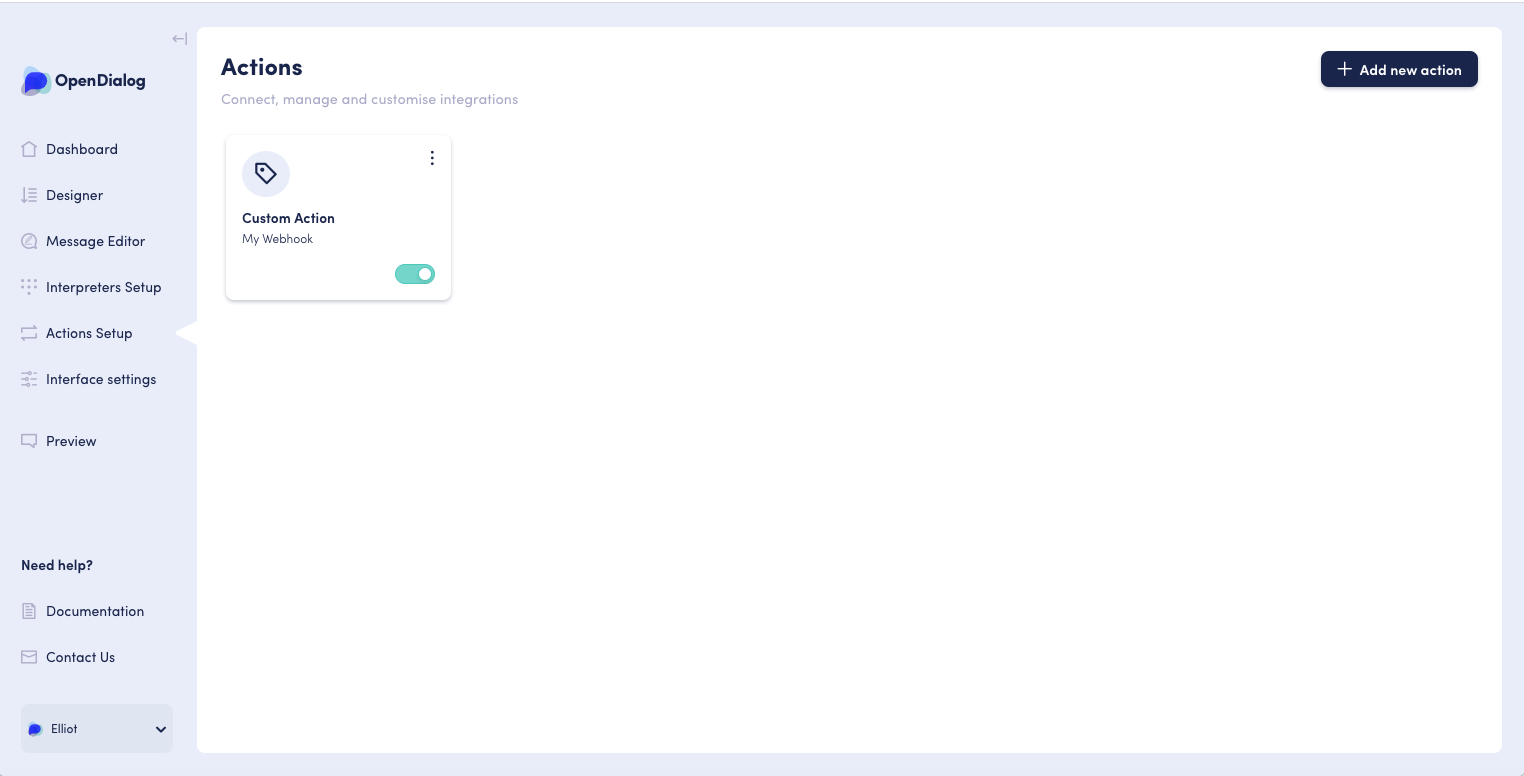 OpenDialog
Dashboard
Designer
Message Editor
Interpreters Setup
Actions Setup
Interface settings
Preview
Need help?
Documentation
Contact Us
Elliot
Actions
Connect, manage and customise integrations
Add new action
Custom Action
My Webhook